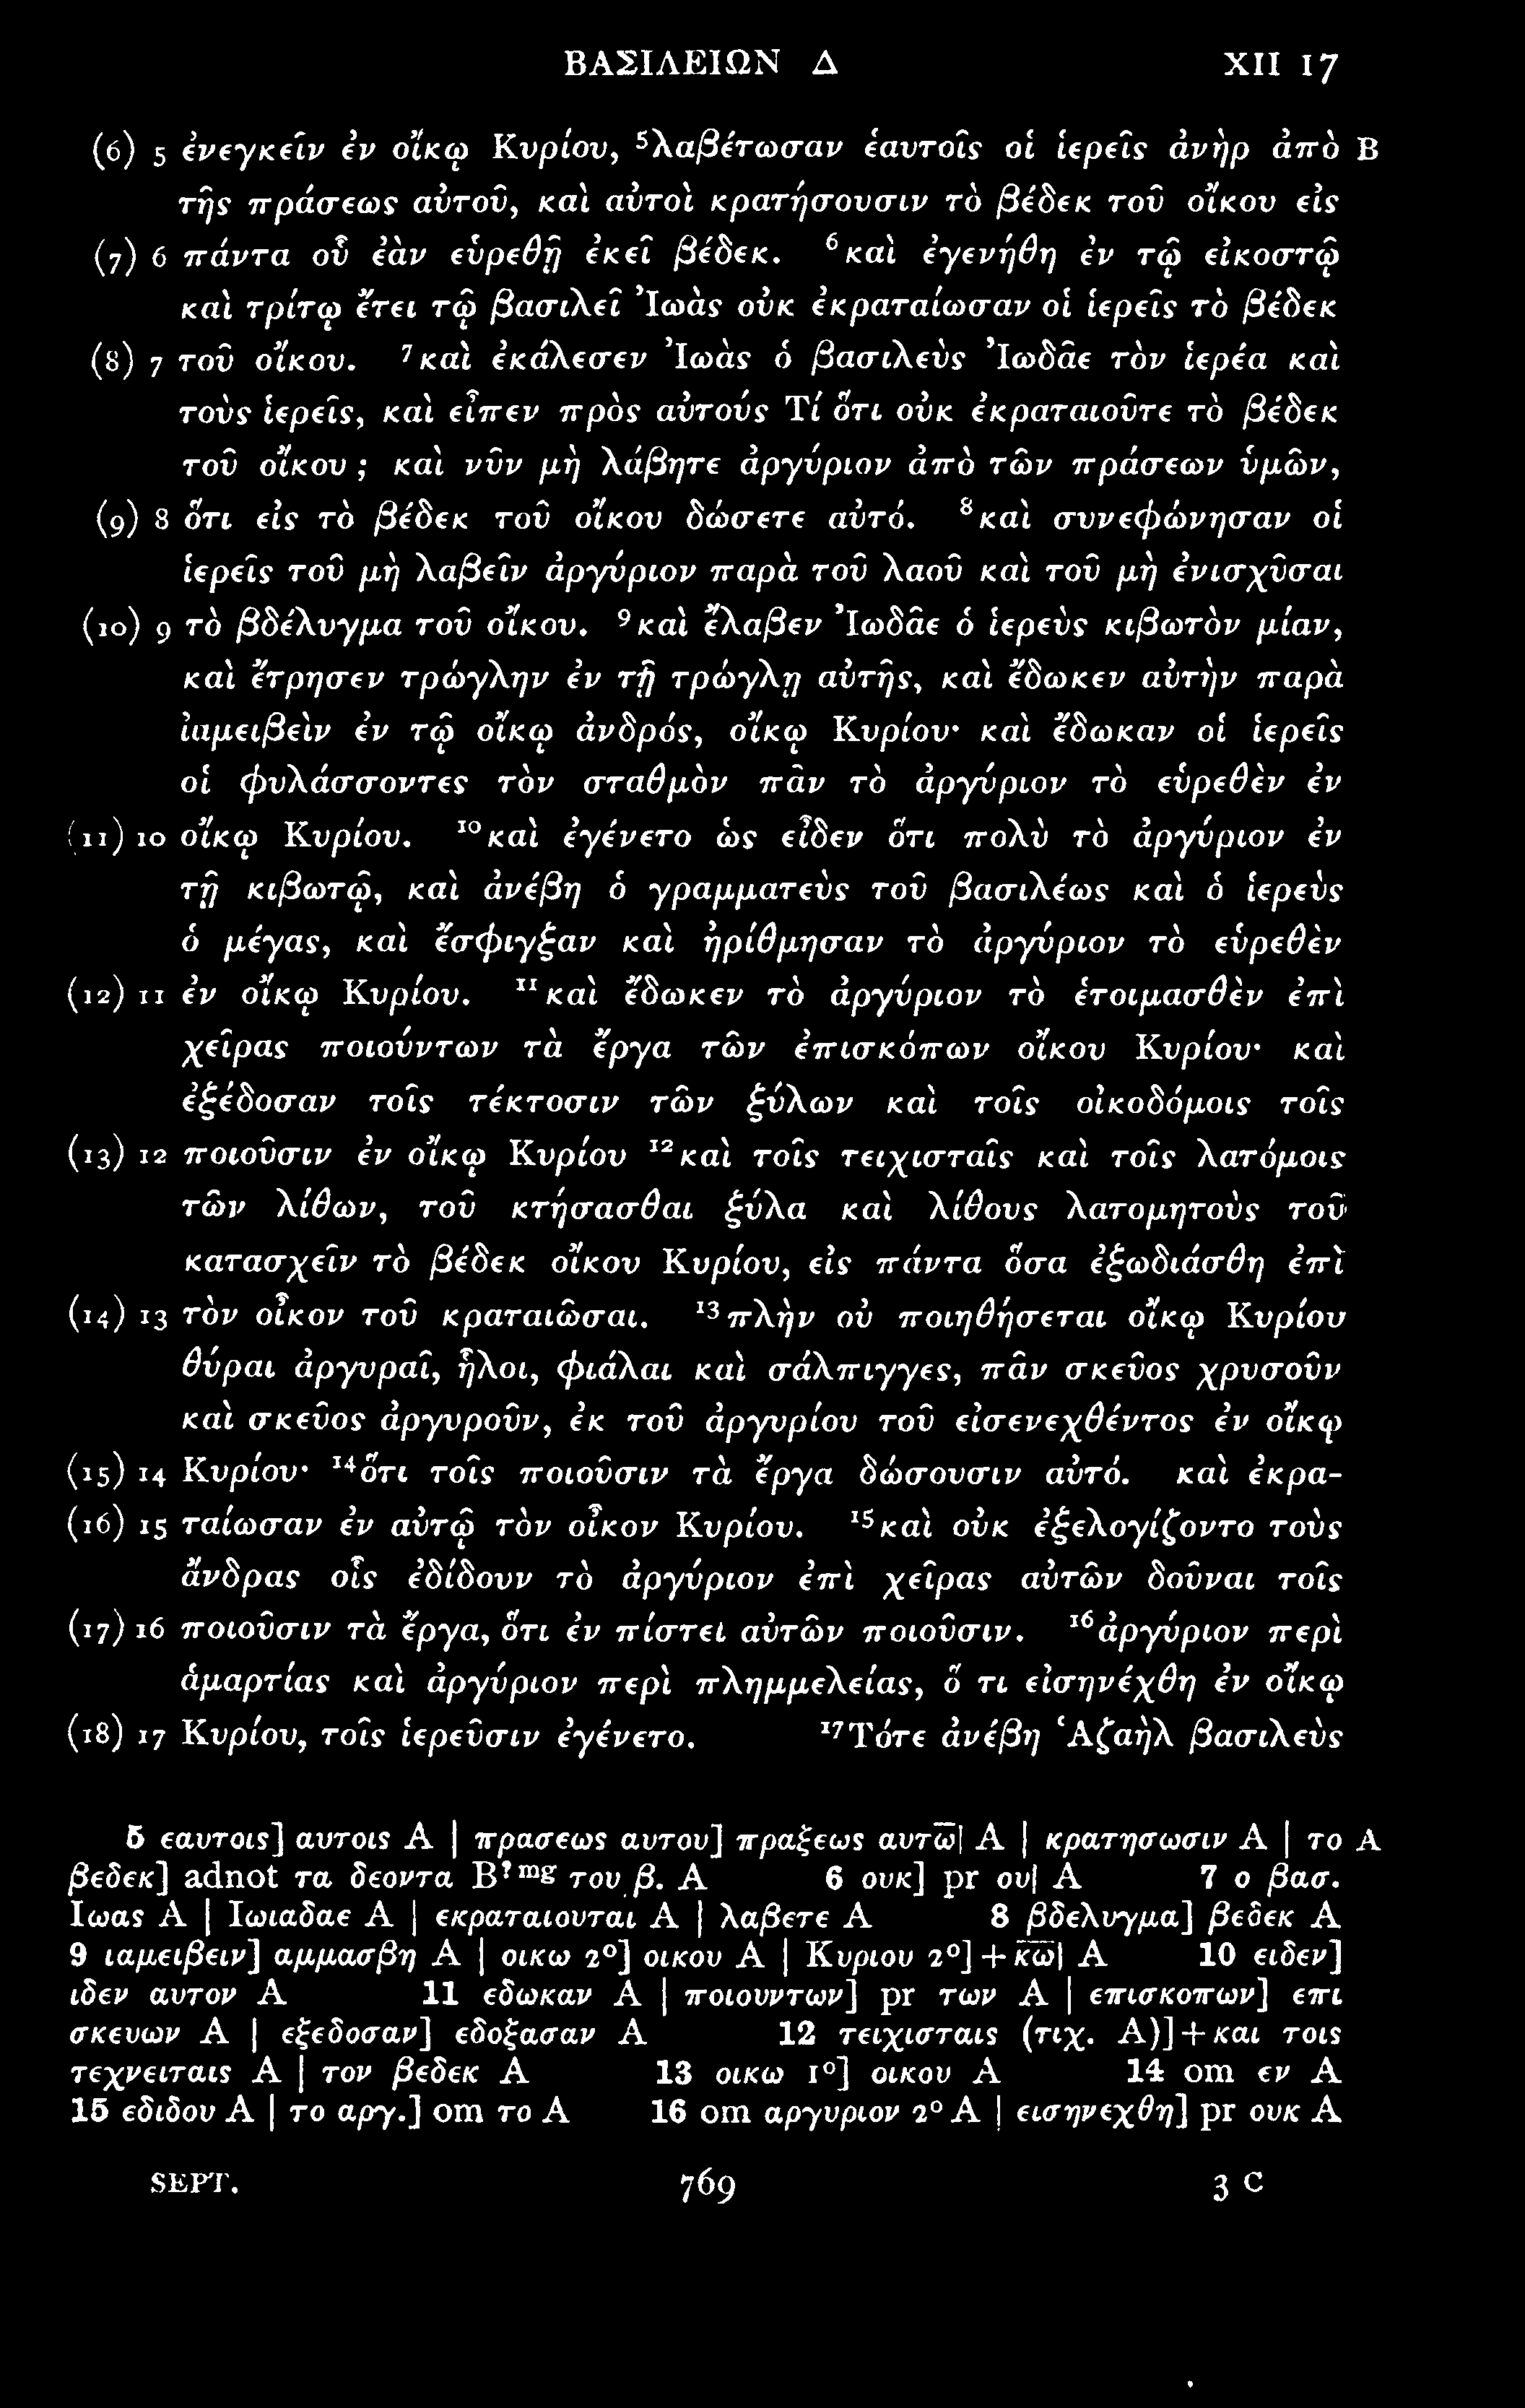 ΒΑΣΙΛΕΙΩΝ Δ XII 17
(6) 5 ἐνεγκεῖν ἐν οἴκῳ Κυρίου, ⁵λαβέτωσαν ἑαυτοῖς οἱ ἱερεῖς ἀνὴρ ἀπὸ B
τῆς πράσεως αὐτοῦ, καὶ αὐτοὶ κρατήσουσιν τὸ βέδεκ τοῦ οἴκου εἰς
(7) 6 πάντα οὗ ἐὰν εὑρεθῇ ἐκεῖ βέδεκ. ⁶καὶ ἐγενήθη ἐν τῷ εἰκοστῷ
καὶ τρίτῳ ἔτει τῷ βασιλεῖ Ἰωὰς οὐκ ἐκραταίωσαν οἱ ἱερεῖς τὸ βέδεκ
(8) 7 τοῦ οἴκου. ⁷καὶ ἐκάλεσεν Ἰωὰς ὁ βασιλεὺς Ἰωδᾶε τὸν ἱερέα καὶ
τοὺς ἱερεῖς, καὶ εἶπεν πρὸς αὐτούς Τί ὅτι οὐκ ἐκραταιοῦτε τὸ βέδεκ
τοῦ οἴκου; καὶ νῦν μὴ λάβητε ἀργύριον ἀπὸ τῶν πράσεων ὑμῶν,
(9) 8 ὅτι εἰς τὸ βέδεκ τοῦ οἴκου δώσετε αὐτό. ⁸καὶ συνεφώνησαν οἱ
ἱερεῖς τοῦ μὴ λαβεῖν ἀργύριον παρὰ τοῦ λαοῦ καὶ τοῦ μὴ ἐνισχῦσαι
(10) 9 τὸ βδέλυγμα τοῦ οἴκου. ⁹καὶ ἔλαβεν Ἰωδᾶε ὁ ἱερεὺς κιβωτὸν μίαν,
καὶ ἔτρησεν τρώγλην ἐν τῇ τρώγλῃ αὐτῆς, καὶ ἔδωκεν αὐτὴν παρὰ
ἰαμειβεὶν ἐν τῷ οἴκῳ ἀνδρός, οἴκῳ Κυρίου· καὶ ἔδωκαν οἱ ἱερεῖς
οἱ φυλάσσοντες τὸν σταθμὸν πᾶν τὸ ἀργύριον τὸ εὑρεθὲν ἐν
(11) 10 οἴκῳ Κυρίου. ¹⁰καὶ ἐγένετο ὡς εἶδεν ὅτι πολὺ τὸ ἀργύριον ἐν
τῇ κιβωτῷ, καὶ ἀνέβη ὁ γραμματεὺς τοῦ βασιλέως καὶ ὁ ἱερεὺς
ὁ μέγας, καὶ ἔσφιγξαν καὶ ἠρίθμησαν τὸ ἀργύριον τὸ εὑρεθὲν
(12) 11 ἐν οἴκῳ Κυρίου. ¹¹καὶ ἔδωκεν τὸ ἀργύριον τὸ ἑτοιμασθὲν ἐπὶ
χεῖρας ποιούντων τὰ ἔργα τῶν ἐπισκόπων οἴκου Κυρίου· καὶ
ἐξέδοσαν τοῖς τέκτοσιν τῶν ξύλων καὶ τοῖς οἰκοδόμοις τοῖς
(13) 12 ποιοῦσιν ἐν οἴκῳ Κυρίου ¹²καὶ τοῖς τειχισταῖς καὶ τοῖς λατόμοις
τῶν λίθων, τοῦ κτήσασθαι ξύλα καὶ λίθους λατομητοὺς τοῦ
κατασχεῖν τὸ βέδεκ οἴκου Κυρίου, εἰς πάντα ὅσα ἐξωδιάσθη ἐπὶ
(14) 13 τὸν οἶκον τοῦ κραταιῶσαι. ¹³πλὴν οὐ ποιηθήσεται οἴκῳ Κυρίου
θύραι ἀργυραῖ, ἧλοι, φιάλαι καὶ σάλπιγγες, πᾶν σκεῦος χρυσοῦν
καὶ σκεῦος ἀργυροῦν, ἐκ τοῦ ἀργυρίου τοῦ εἰσενεχθέντος ἐν οἴκῳ
(15) 14 Κυρίου· ¹⁴ὅτι τοῖς ποιοῦσιν τὰ ἔργα δώσουσιν αὐτό. καὶ ἐκρα-
(16) 15 ταίωσαν ἐν αὐτῷ τὸν οἶκον Κυρίου. ¹⁵καὶ οὐκ ἐξελογίζοντο τοὺς
ἄνδρας οἷς ἐδίδουν τὸ ἀργύριον ἐπὶ χεῖρας αὐτῶν δοῦναι τοῖς
(17) 16 ποιοῦσιν τὰ ἔργα, ὅτι ἐν πίστει αὐτῶν ποιοῦσιν. ¹⁶ἀργύριον περὶ
ἁμαρτίας καὶ ἀργύριον περὶ πλημμελείας, ὅ τι εἰσηνέχθη ἐν οἴκῳ
(18) 17 Κυρίου, τοῖς ἱερεῦσιν ἐγένετο. ¹⁷Τότε ἀνέβη Ἁζαὴλ βασιλεὺς
5 εαυτοις] αυτοις A | πρασεως αυτου] πραξεως αυτω̅| A | κρατησωσιν A | το A
βεδεκ] adnot τα δεοντα B? mg του β. A 6 ουκ] pr ου| A 7 ο βασ.
Ιωας A | Ιωιαδαε A | εκραταιουται A | λαβετε A 8 βδελυγμα] βεδεκ A
9 ιαμειβειν] αμμασβη A | οικω 2°] οικου A | Κυριου 2°] + κ̅ω̅| A 10 ειδεν]
ιδεν αυτον A 11 εδωκαν A | ποιουντων] pr των A | επισκοπων] επι
σκευων A | εξεδοσαν] εδοξασαν A 12 τειχισταις (τιχ. A)] + και τοις
τεχνειταις A | τον βεδεκ A 13 οικω 1°] οικου A 14 om εν A
15 εδιδου A | το αργ.] om το A 16 om αργυριον 2° A | εισηνεχθη] pr ουκ A
SEPT. 769 3 C